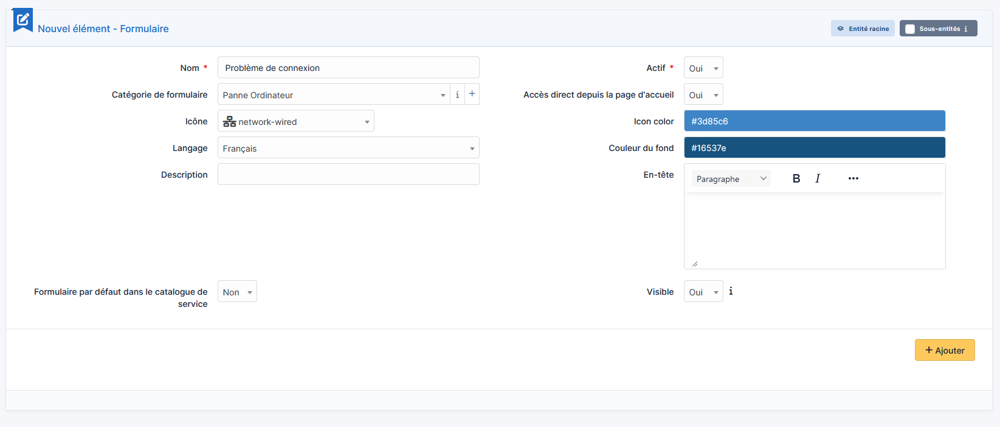 Nouvel élément - Formulaire
Entité racine
Sous-entités i
Nom * Problème de connexion
Actif * Oui
Catégorie de formulaire Panne Ordinateur i +
Accès direct depuis la page d'accueil Oui
Icône network-wired
Icon color #3d85c6
Langage Français
Couleur du fond #16537e
Description
En-tête Paragraphe B I ...
Formulaire par défaut dans le catalogue de
service
Non
Visible Oui i
+ Ajouter